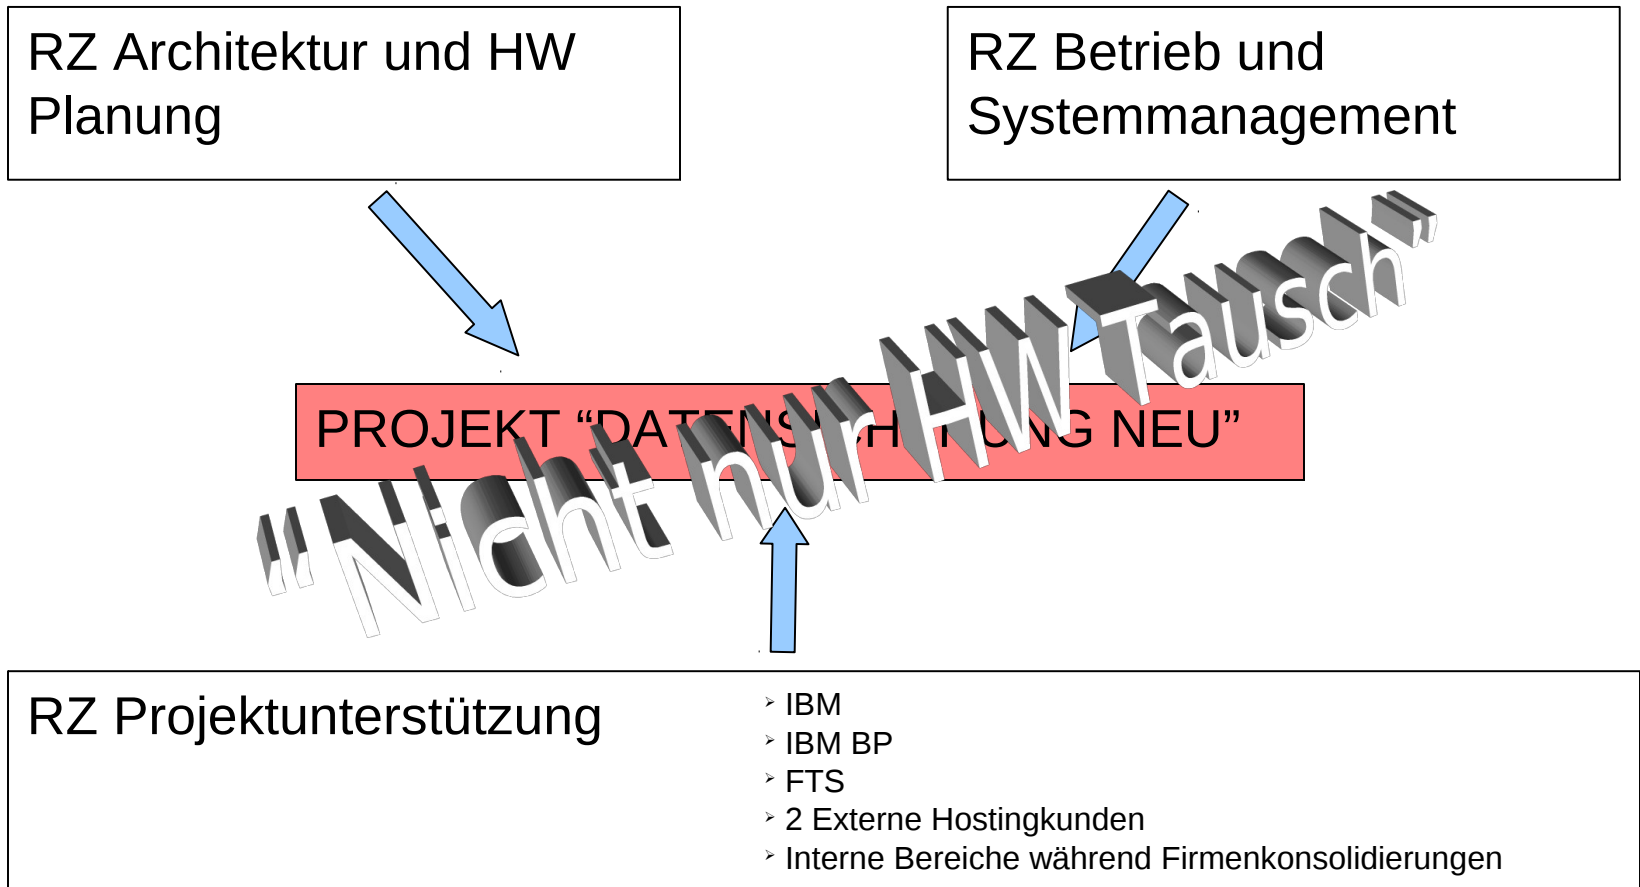 RZ Architektur und HW
Planung
RZ Betrieb und
Systemmanagement
PROJEKT “DATENSICHERUNG NEU”
“Nicht nur HW Tausch”
RZ Projektunterstützung
IBM
IBM BP
FTS
2 Externe Hostingkunden
Interne Bereiche während Firmenkonsolidierungen